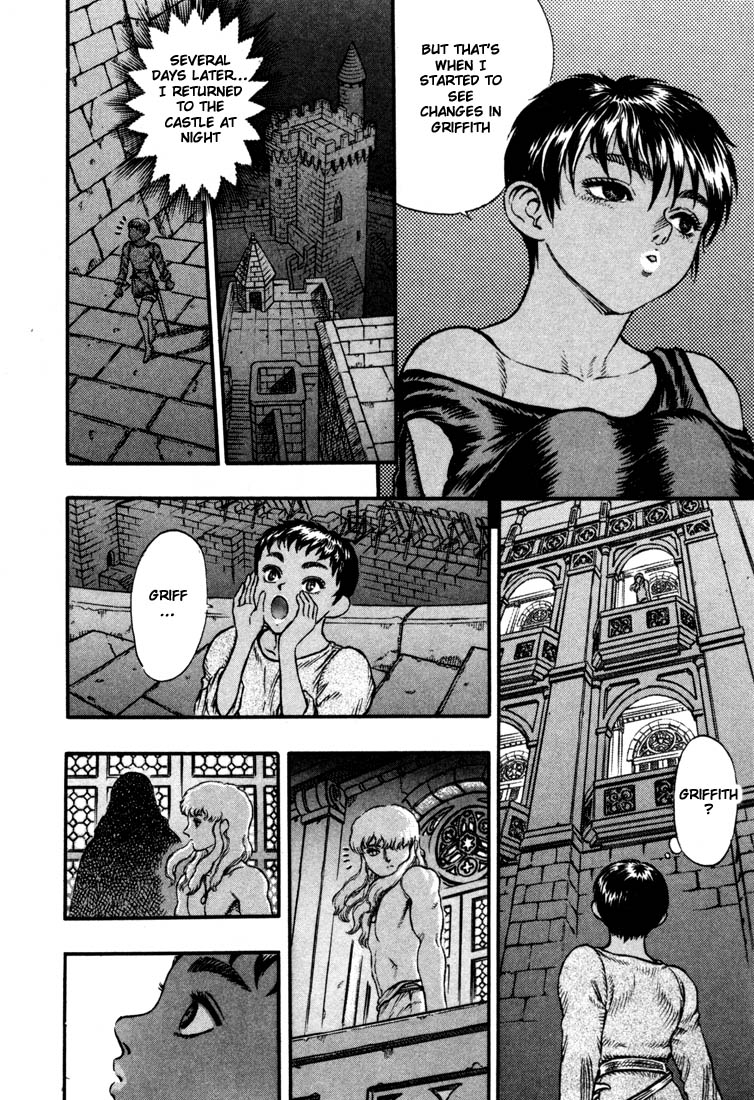 BUT THAT'S
WHEN I
STARTED TO
SEE
CHANGES IN
GRIFFITH
SEVERAL
DAYS LATER...
I RETURNED
TO THE
CASTLE AT
NIGHT
GRIFFITH
?
GRIFF
...